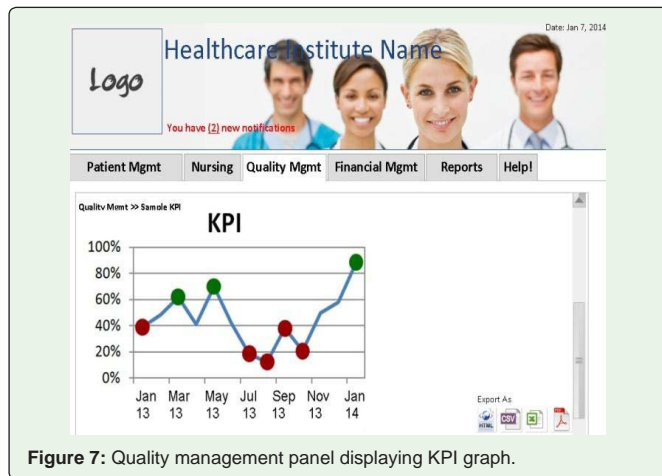 Date: Jan 7, 2014
Healthcare Institute Name
Logo
You have (2) new notifications
Patient Mgmt Nursing Quality Mgmt Financial Mgmt Reports Help!
Quality Mgmt >> Sample KPI
KPI
100%
80%
60%
40%
20%
0%
Jan Mar May Jul Sep Nov Jan
13 13 13 13 13 13 14
Export As
HTML CSV
Figure 7: Quality management panel displaying KPI graph.